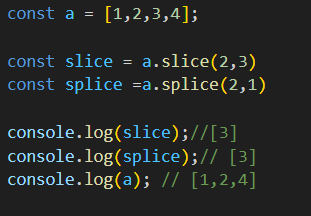 const a = [1,2,3,4];
const slice = a.slice(2,3)
const splice =a.splice(2,1)
console.log(slice);//[3]
console.log(splice);// [3]
console.log(a); // [1,2,4]